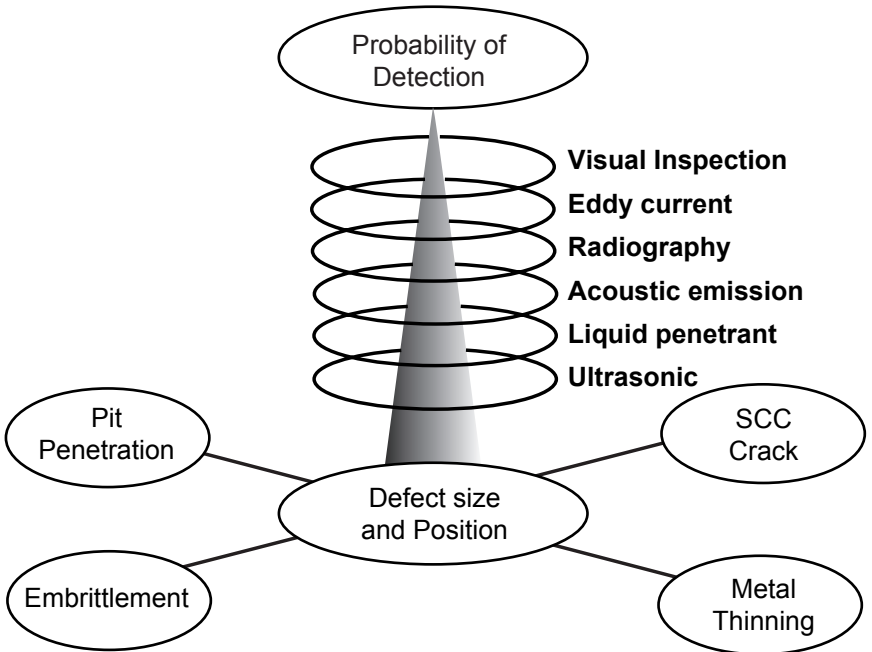 Probability of
Detection
Visual Inspection
Eddy current
Radiography
Acoustic emission
Liquid penetrant
Ultrasonic
Pit
Penetration
SCC
Crack
Defect size
and Position
Embrittlement
Metal
Thinning